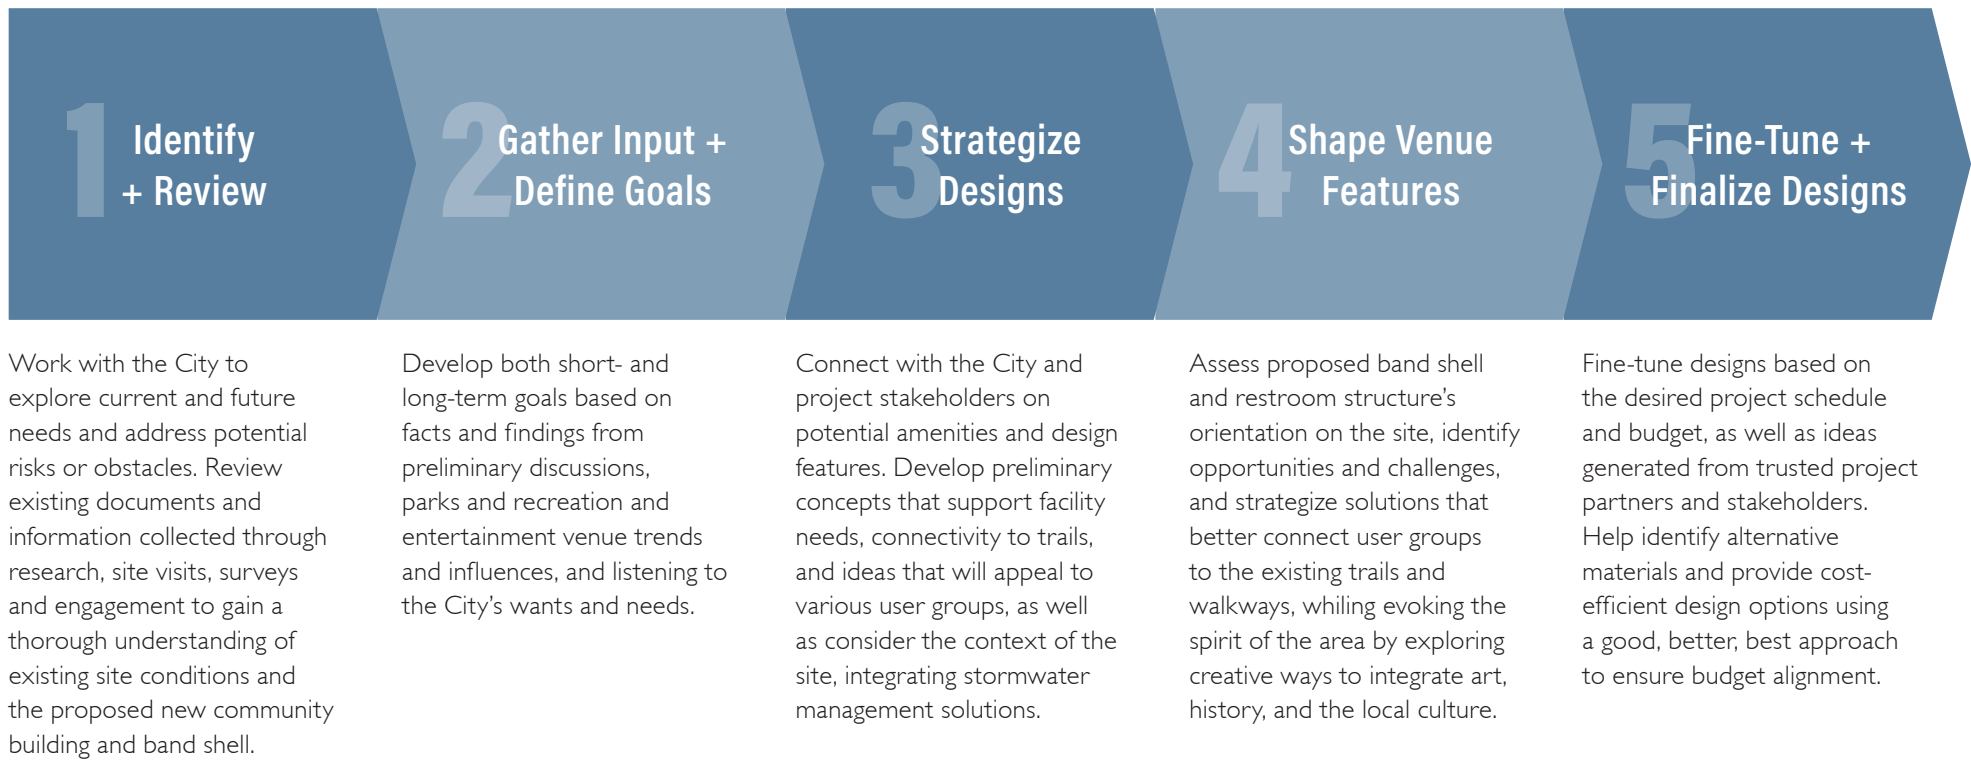 1
Identify
+ Review
2
Gather Input +
Define Goals
3
Strategize
Designs
4
Shape Venue
Features
5
Fine-Tune +
Finalize Designs
Work with the City to
explore current and future
needs and address potential
risks or obstacles. Review
existing documents and
information collected through
research, site visits, surveys
and engagement to gain a
thorough understanding of
existing site conditions and
the proposed new community
building and band shell.
Develop both short- and
long-term goals based on
facts and findings from
preliminary discussions,
parks and recreation and
entertainment venue trends
and influences, and listening to
the City’s wants and needs.
Connect with the City and
project stakeholders on
potential amenities and design
features. Develop preliminary
concepts that support facility
needs, connectivity to trails,
and ideas that will appeal to
various user groups, as well
as consider the context of the
site, integrating stormwater
management solutions.
Assess proposed band shell
and restroom structure’s
orientation on the site, identify
opportunities and challenges,
and strategize solutions that
better connect user groups
to the existing trails and
walkways, whiling evoking the
spirit of the area by exploring
creative ways to integrate art,
history, and the local culture.
Fine-tune designs based on
the desired project schedule
and budget, as well as ideas
generated from trusted project
partners and stakeholders.
Help identify alternative
materials and provide cost-
efficient design options using
a good, better, best approach
to ensure budget alignment.